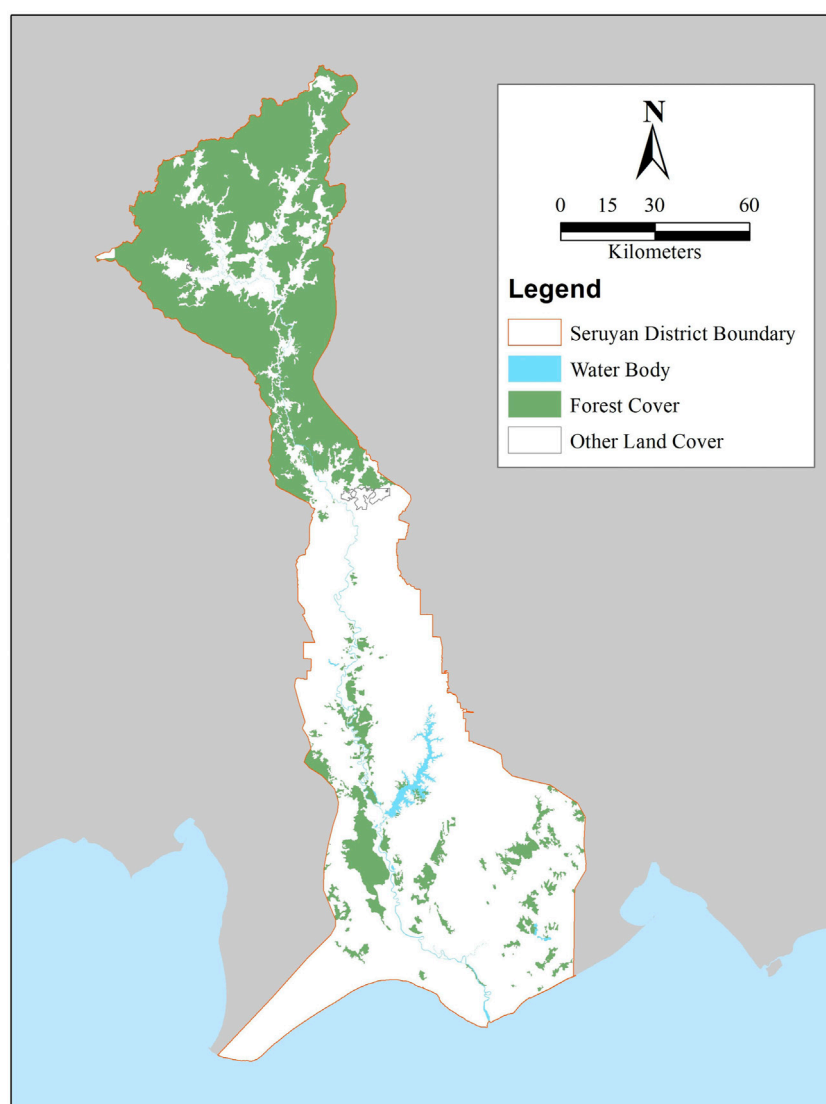 N
0 15 30 60
Kilometers
Legend
Seruyan District Boundary
Water Body
Forest Cover
Other Land Cover